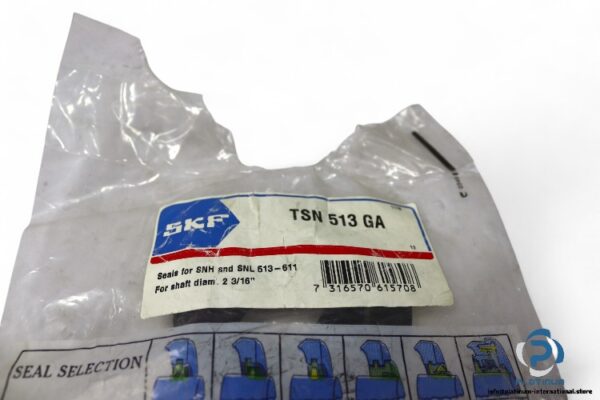 SKF
TSN 513 GA
Seals for SNH and SNL 513-611
For shaft diam. 2 3/16"
7 316570 615708
SEAL SELECTION